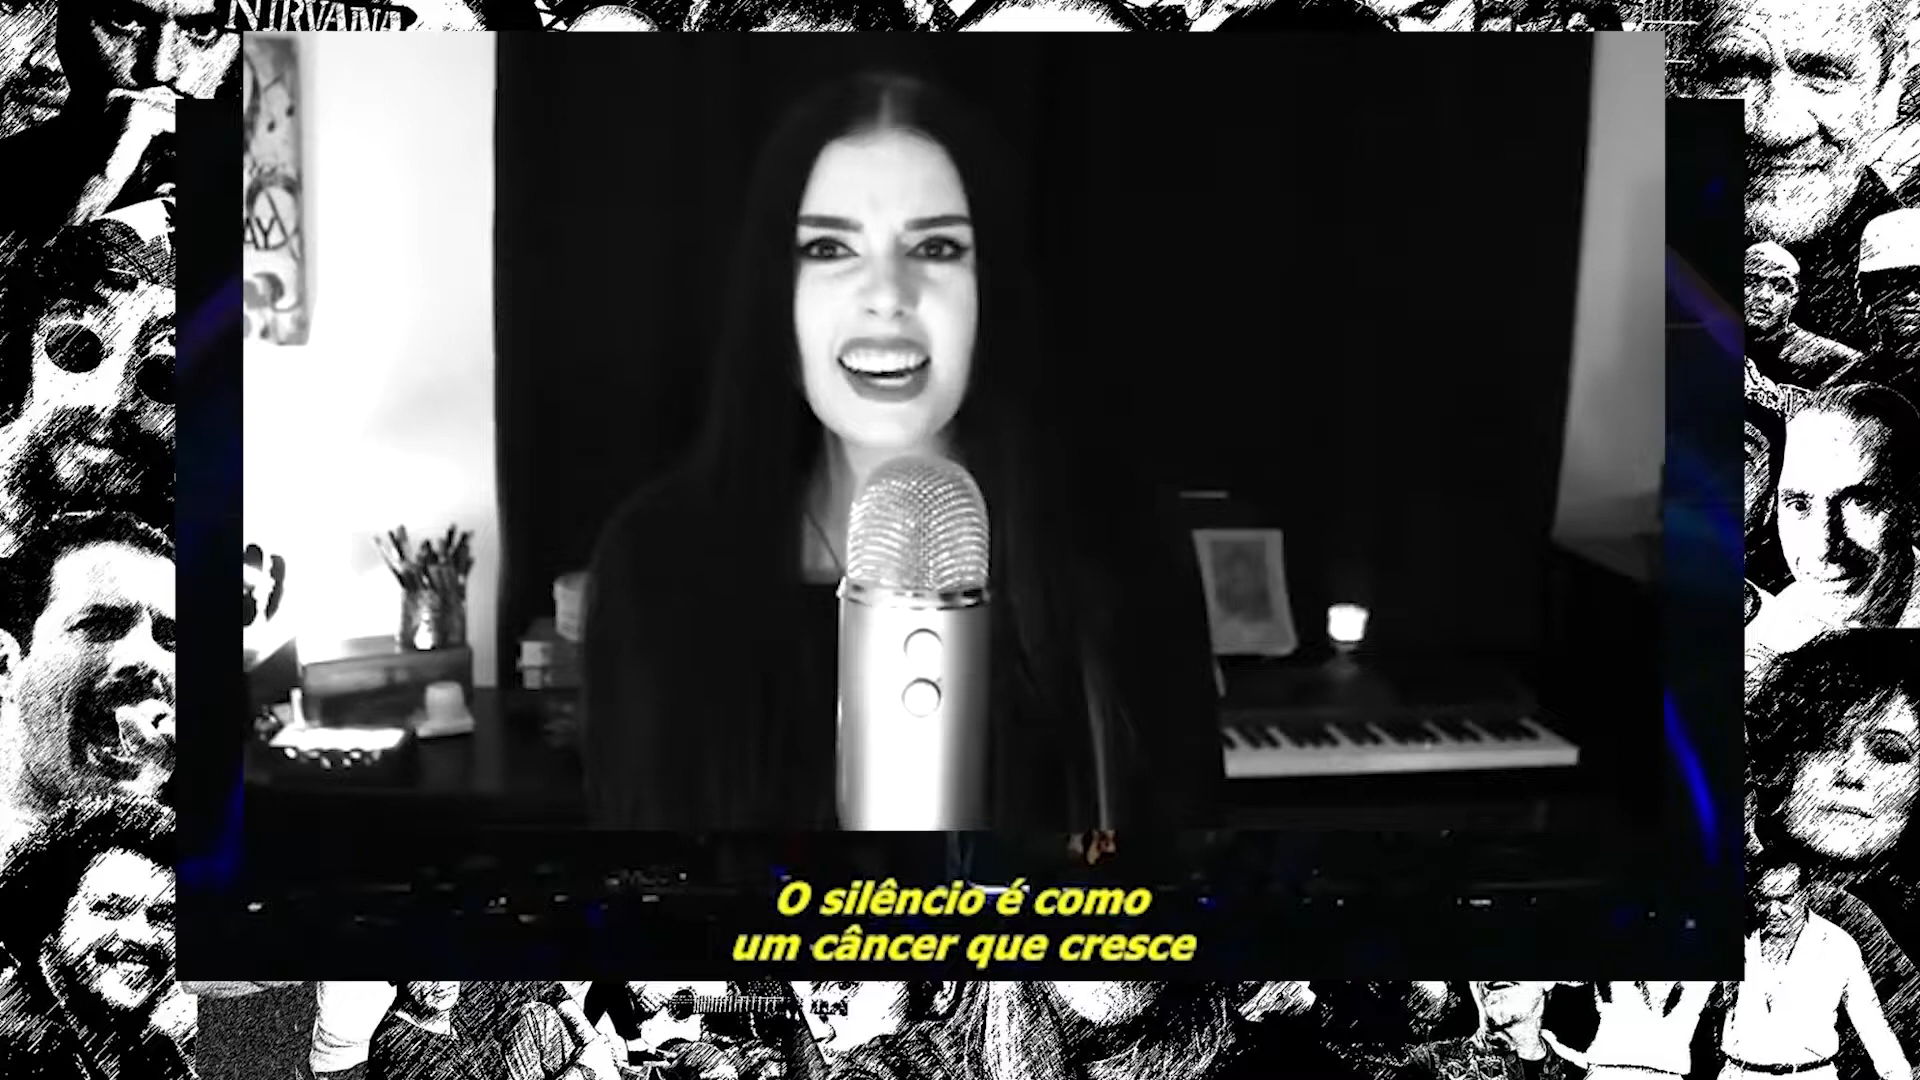 NIRVANA
O silêncio é como
um câncer que cresce